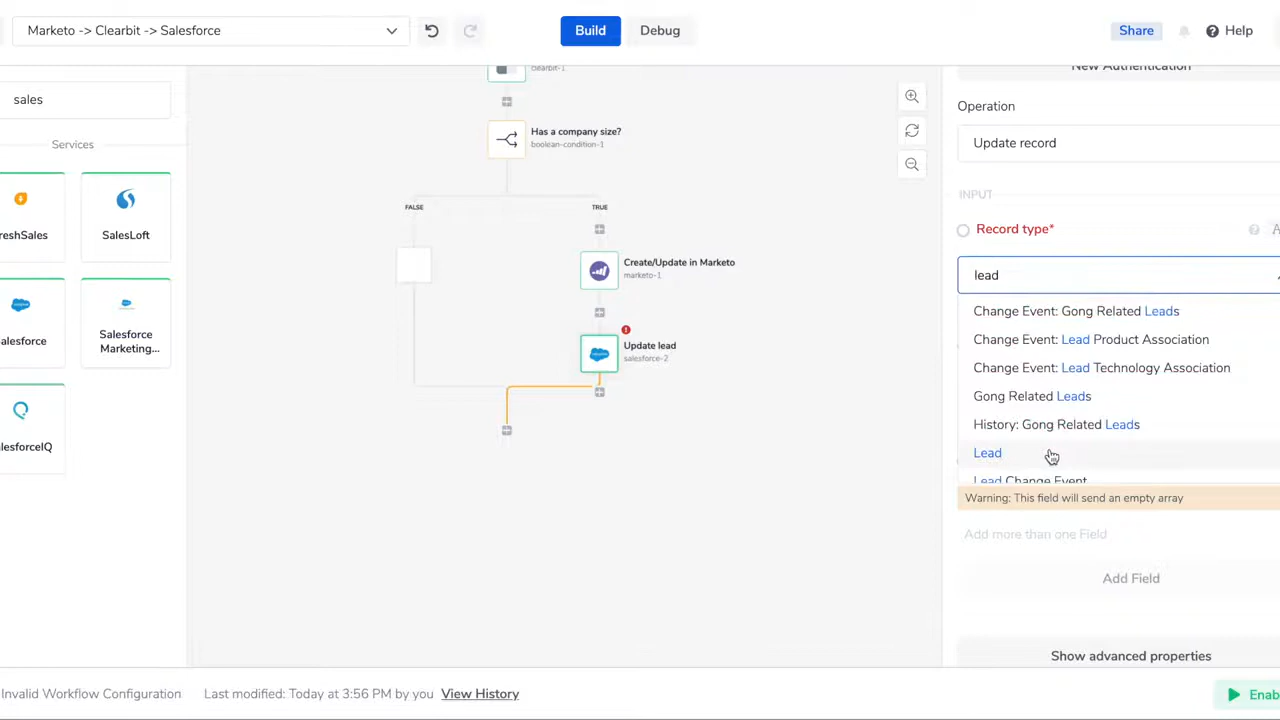 Marketo -> Clearbit -> Salesforce
Build
Debug
Share
Help
sales
Services
reshSales
SalesLoft
alesforce
Salesforce
Marketing...
alesforceIQ
clearbit-1
Has a company size?
boolean-condition-1
FALSE
TRUE
Create/Update in Marketo
marketo-1
Update lead
salesforce-2
New Authentication
Operation
Update record
INPUT
Record type*
lead
Change Event: Gong Related Leads
Change Event: Lead Product Association
Change Event: Lead Technology Association
Gong Related Leads
History: Gong Related Leads
Lead
Lead Change Event
Warning: This field will send an empty array
Add more than one Field
Add Field
Show advanced properties
Invalid Workflow Configuration
Last modified: Today at 3:56 PM by you
View History
Enab